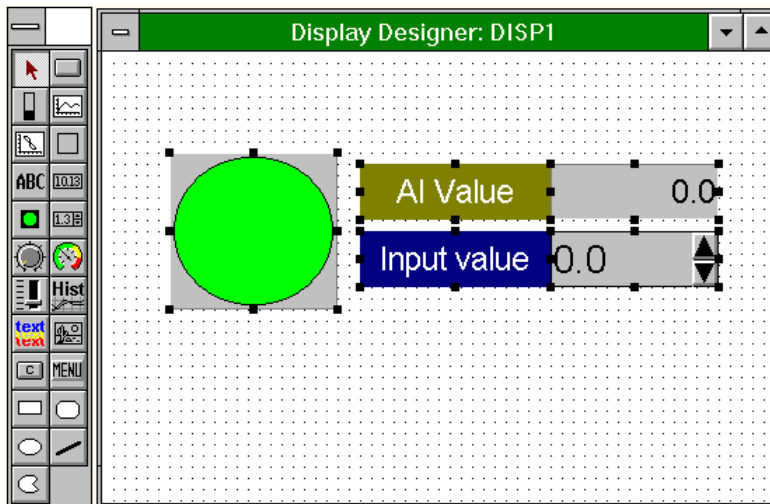 Display Designer: DISP1
ABC
10.13
1.3
Hist
text
text
C
MENU
AI Value
0.0
Input value
0.0